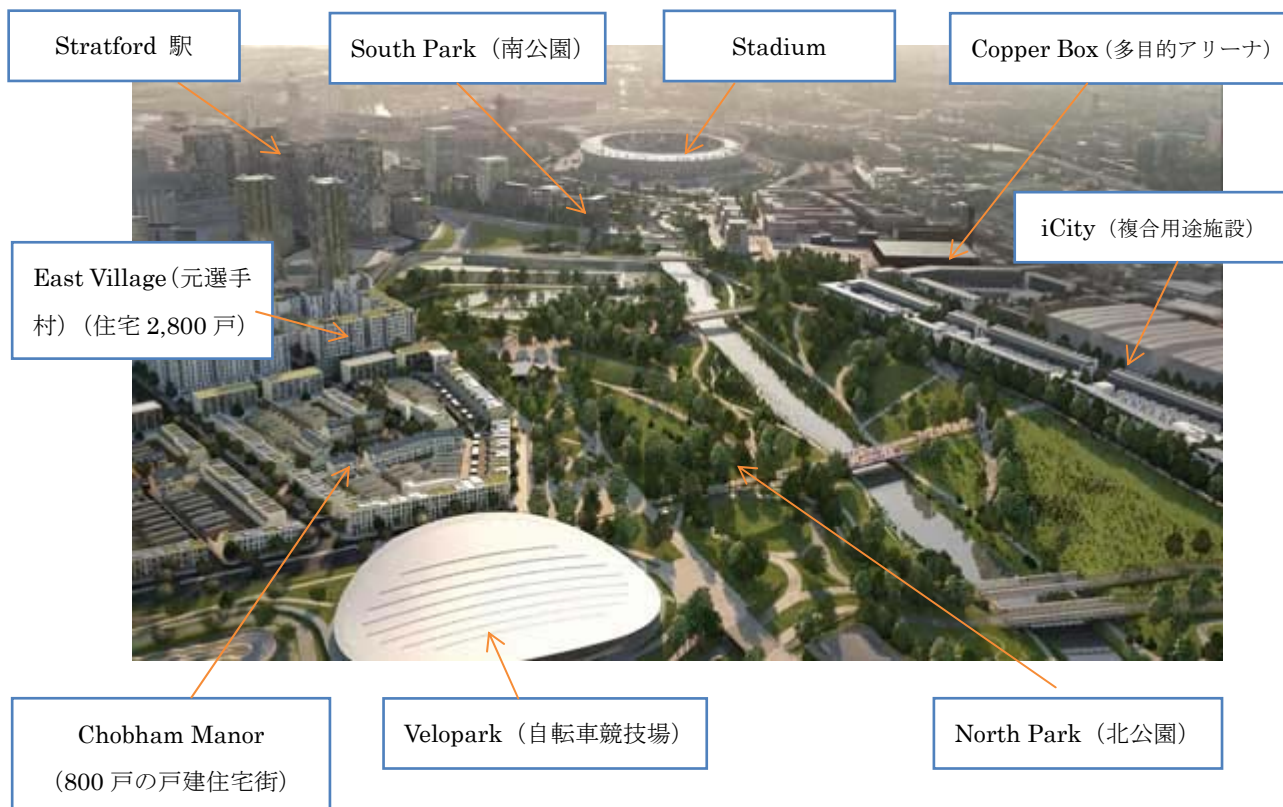 Stratford 駅
South Park（南公園）
Stadium
Copper Box（多目的アリーナ）
iCity（複合用途施設）
East Village（元選手
村）（住宅 2,800 戸）
Chobham Manor
（800 戸の戸建住宅街）
Velopark（自転車競技場）
North Park（北公園）